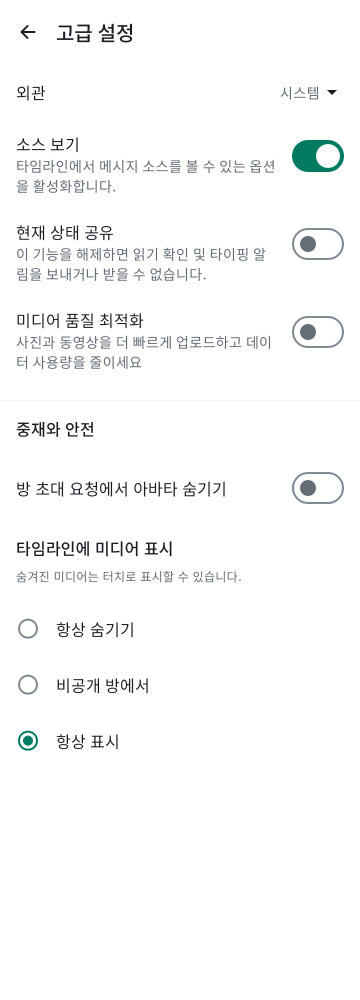 고급 설정
외관
시스템
소스 보기
타임라인에서 메시지 소스를 볼 수 있는 옵션
을 활성화합니다.
현재 상태 공유
이 기능을 해제하면 읽기 확인 및 타이핑 알
림을 보내거나 받을 수 없습니다.
미디어 품질 최적화
사진과 동영상을 더 빠르게 업로드하고 데이
터 사용량을 줄이세요
중재와 안전
방 초대 요청에서 아바타 숨기기
타임라인에 미디어 표시
숨겨진 미디어는 터치로 표시할 수 있습니다.
항상 숨기기
비공개 방에서
항상 표시